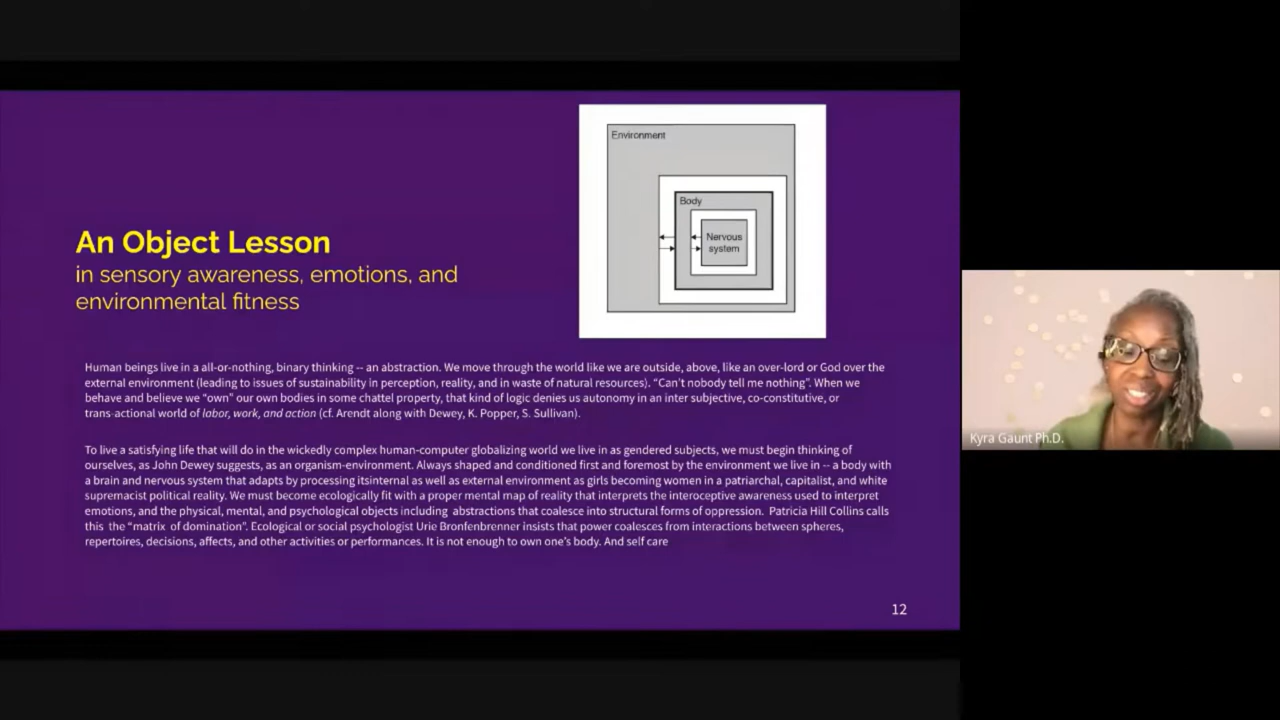 Environment
Body
Nervous
system
An Object Lesson
in sensory awareness, emotions, and
environmental fitness
Human beings live in a all-or-nothing, binary thinking -- an abstraction. We move through the world like we are outside, above, like an over-lord or God over the
external environment (leading to issues of sustainability in perception, reality, and in waste of natural resources). “Can’t nobody tell me nothing”. When we
behave and believe we “own” our own bodies in some chattel property, that kind of logic denies us autonomy in an inter subjective, co-constitutive, or
trans-actional world of labor, work, and action (cf. Arendt along with Dewey, K. Popper, S. Sullivan).
To live a satisfying life that will do in the wickedly complex human-computer globalizing world we live in as gendered subjects, we must begin thinking of
ourselves, as John Dewey suggests, as an organism-environment. Always shaped and conditioned first and foremost by the environment we live in -- a body with
a brain and nervous system that adapts by processing itsinternal as well as external environment as girls becoming women in a patriarchal, capitalist, and white
supremacist political reality. We must become ecologically fit with a proper mental map of reality that interprets the interoceptive awareness used to interpret
emotions, and the physical, mental, and psychological objects including abstractions that coalesce into structural forms of oppression. Patricia Hill Collins calls
this the “matrix of domination”. Ecological or social psychologist Urie Bronfenbrenner insists that power coalesces from interactions between spheres,
repertoires, decisions, affects, and other activities or performances. It is not enough to own one’s body. And self care
12
Kyra Gaunt Ph.D.